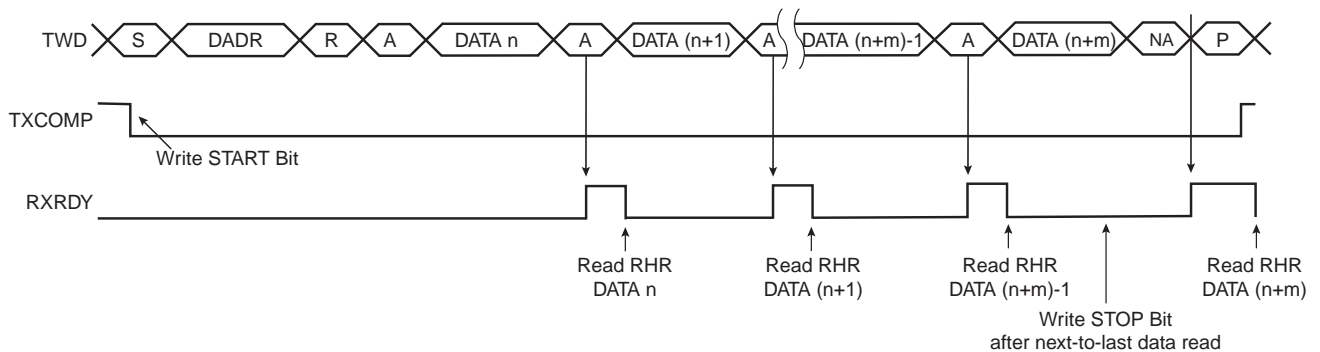 TWD S DADR R A DATA n A DATA (n+1) A DATA (n+m)-1 A DATA (n+m) NA P
TXCOMP
Write START Bit
RXRDY
Read RHR
DATA n
Read RHR
DATA (n+1)
Read RHR
DATA (n+m)-1
Read RHR
DATA (n+m)
Write STOP Bit
after next-to-last data read